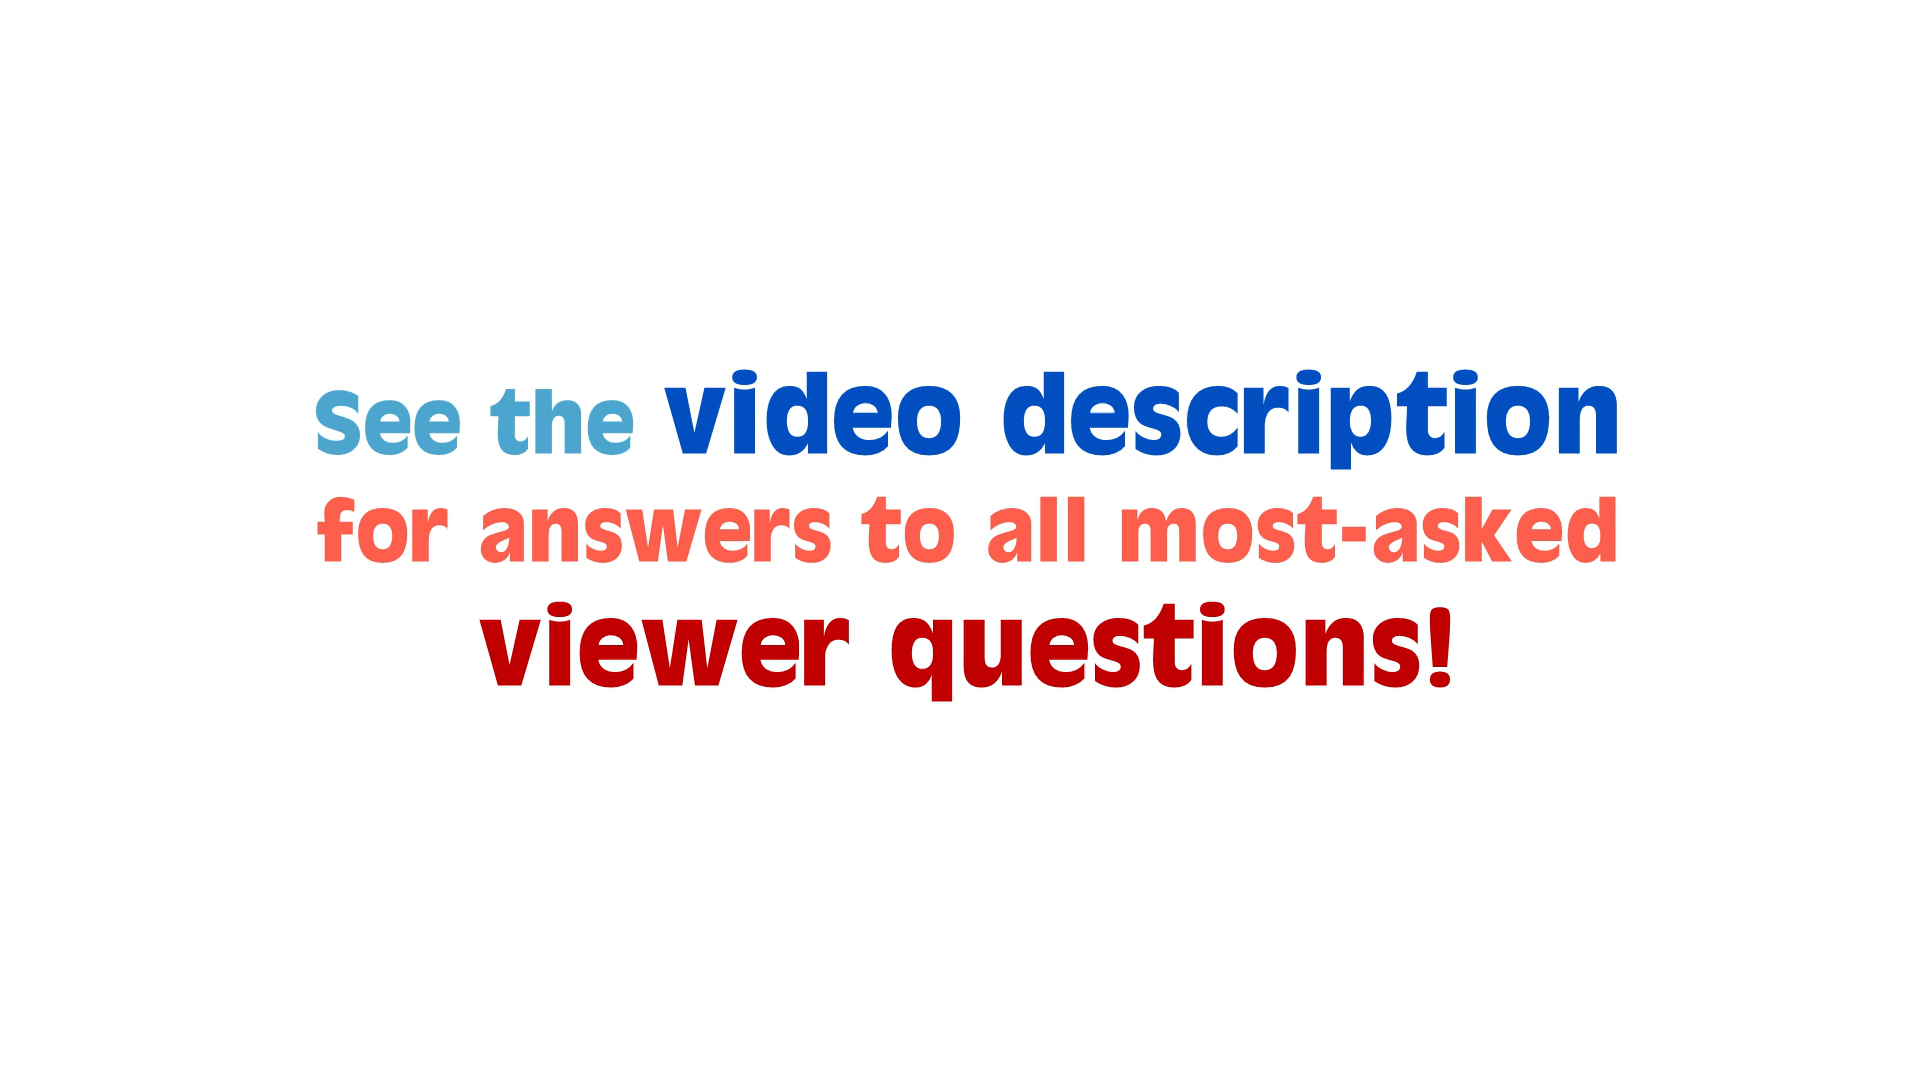 See the video description
for answers to all most-asked
viewer questions!